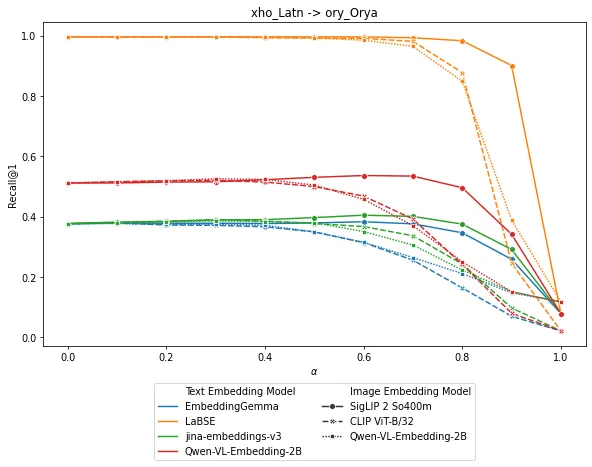 xho_Latn -> ory_Orya
Recall@1
1.0
0.8
0.6
0.4
0.2
0.0
0.0 0.2 0.4 0.6 0.8 1.0
α
Text Embedding Model Image Embedding Model
EmbeddingGemma SigLIP 2 So400m
LaBSE CLIP ViT-B/32
jina-embeddings-v3 Qwen-VL-Embedding-2B
Qwen-VL-Embedding-2B